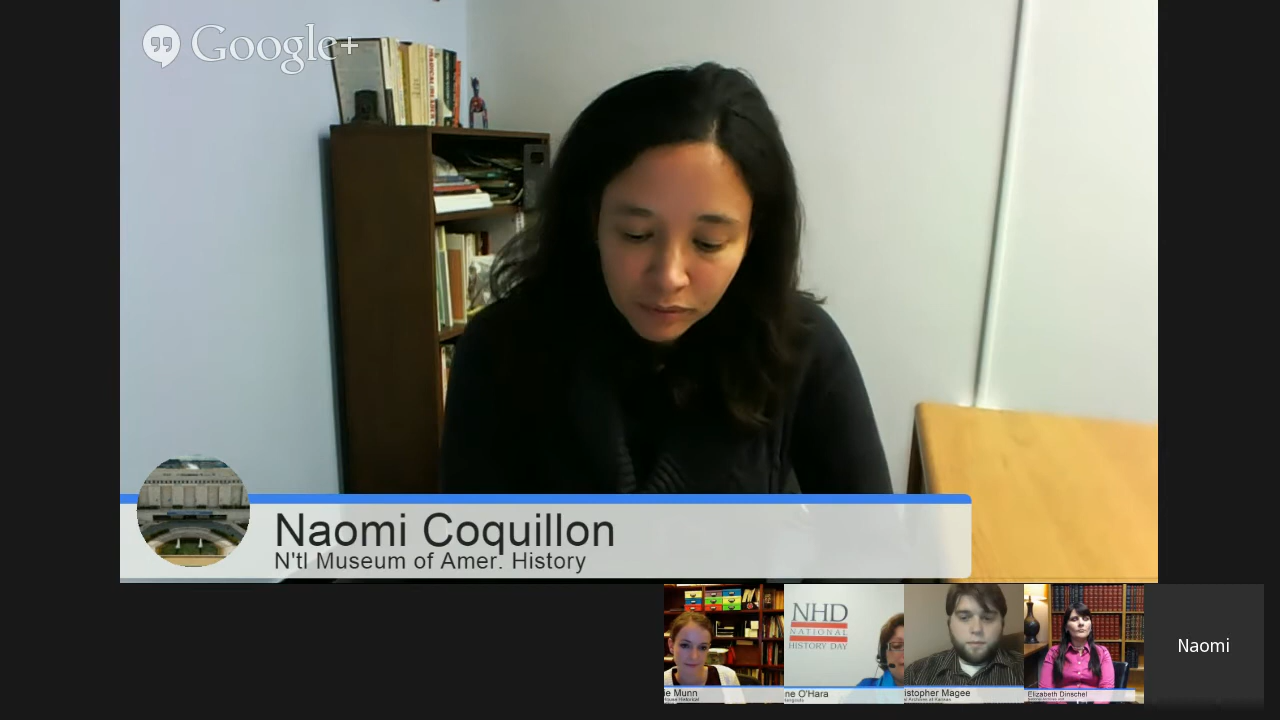 Google+
Naomi Coquillon
N'tl Museum of Amer. History
NHD
NATIONAL
HISTORY DAY
ie Munn
ne O'Hara
istopher Magee
Elizabeth Dinschel
Naomi